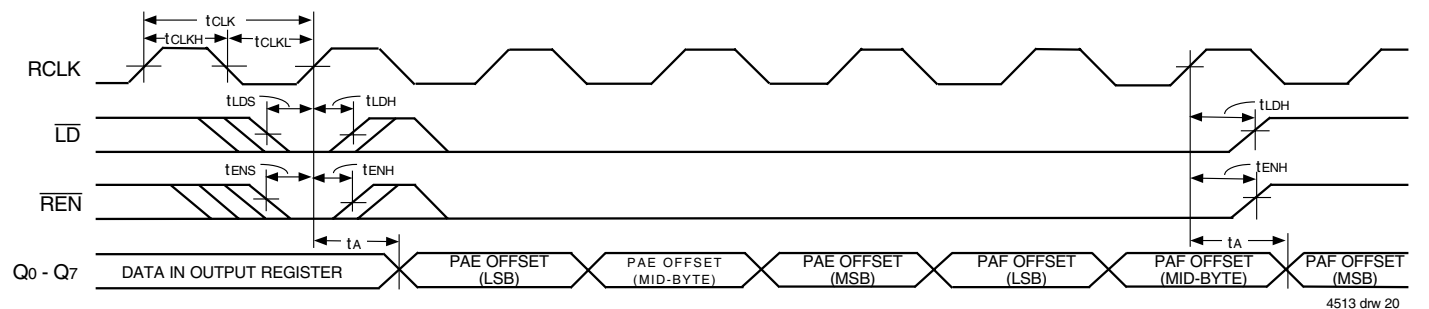 tCLK
tCLKH
tCLKL
RCLK
tLDS
tLDH
tLDH
LD
tENS
tENH
tENH
REN
tA
tA
Q0 - Q7
DATA IN OUTPUT REGISTER
PAE OFFSET
(LSB)
PAE OFFSET
(MID-BYTE)
PAE OFFSET
(MSB)
PAF OFFSET
(LSB)
PAF OFFSET
(MID-BYTE)
PAF OFFSET
(MSB)
4513 drw 20